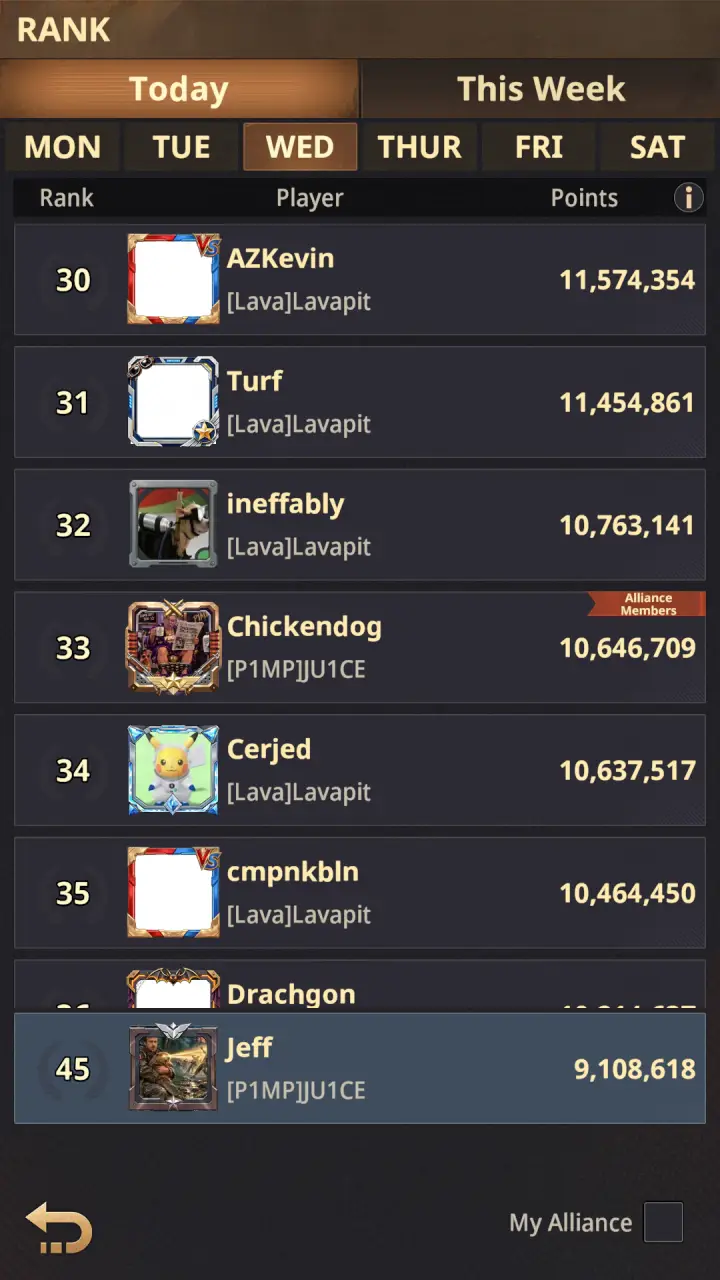 RANK
Today This Week
MON TUE WED THUR FRI SAT
Rank Player Points
30 AZKevin 11,574,354
[Lava]Lavapit
31 Turf 11,454,861
[Lava]Lavapit
32 ineffably 10,763,141
[Lava]Lavapit
Alliance
Members
33 Chickendog 10,646,709
[P1MP]JU1CE
34 Cerjed 10,637,517
[Lava]Lavapit
35 cmpnkbln 10,464,450
[Lava]Lavapit
Drachgon
45 Jeff 9,108,618
[P1MP]JU1CE
My Alliance